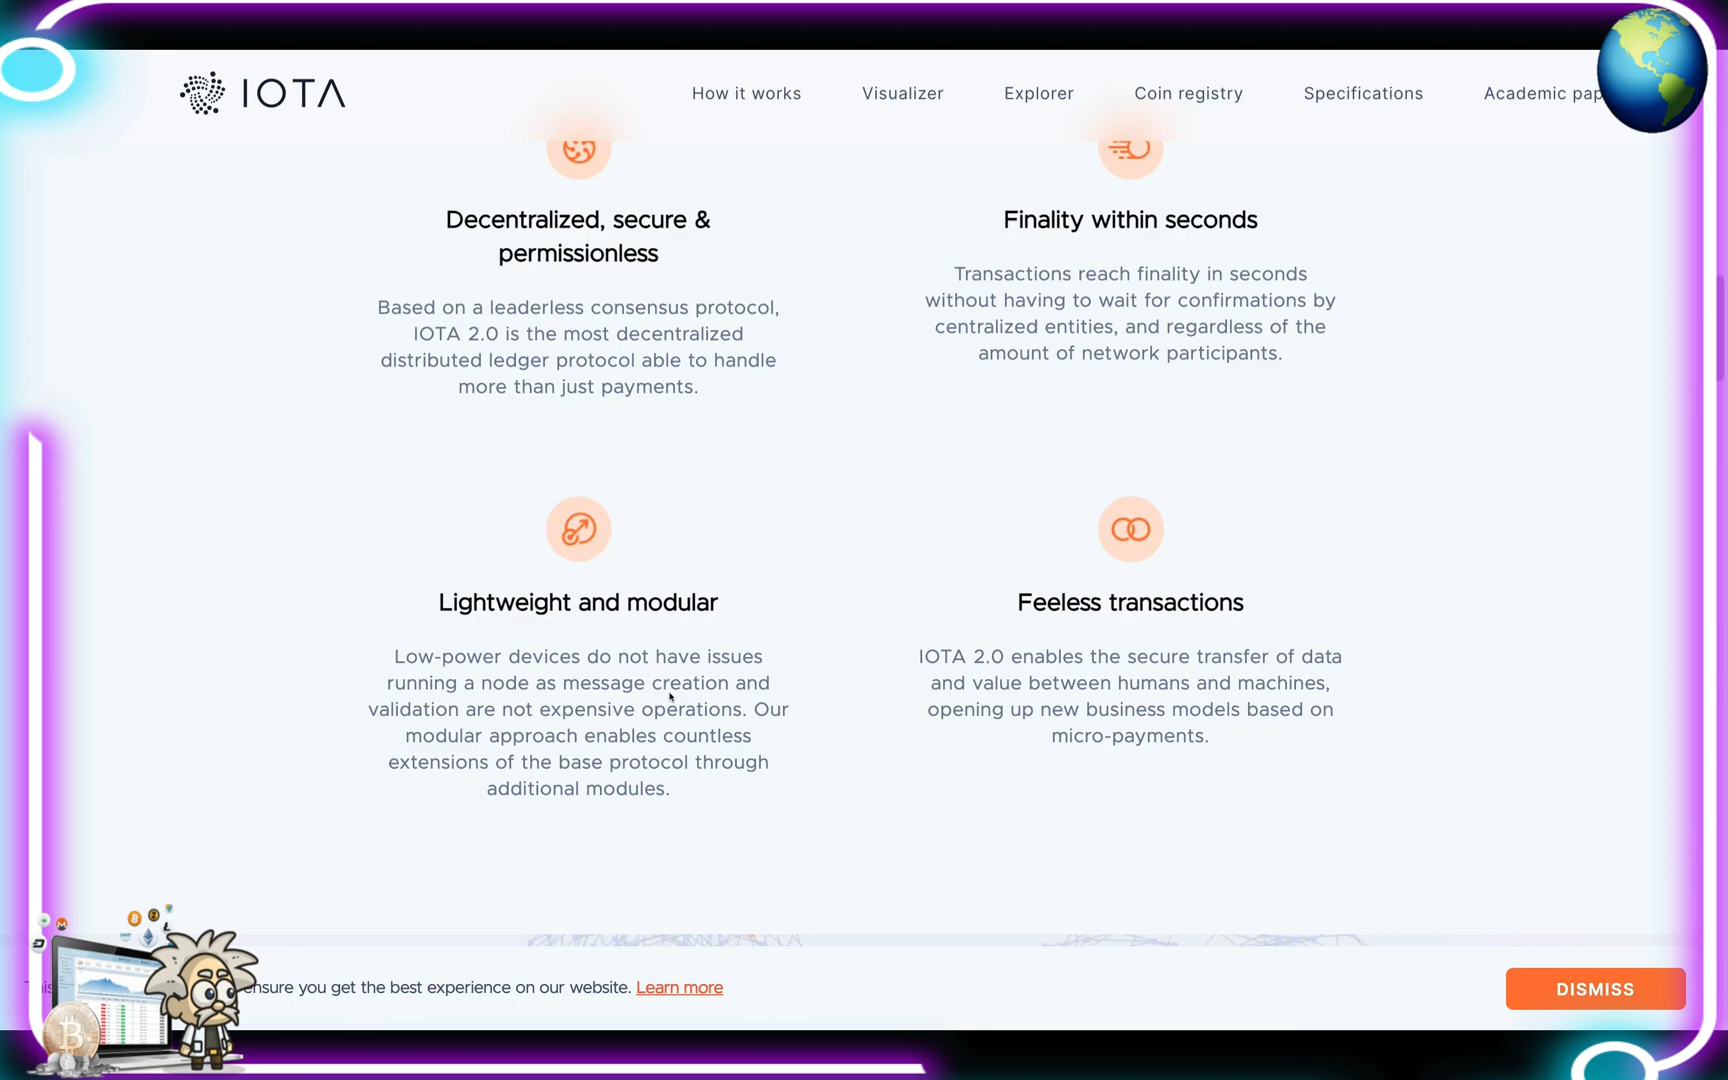 IOTA
How it works
Visualizer
Explorer
Coin registry
Specifications
Academic pap
Decentralized, secure &
permissionless
Based on a leaderless consensus protocol,
IOTA 2.0 is the most decentralized
distributed ledger protocol able to handle
more than just payments.
Finality within seconds
Transactions reach finality in seconds
without having to wait for confirmations by
centralized entities, and regardless of the
amount of network participants.
Lightweight and modular
Low-power devices do not have issues
running a node as message creation and
validation are not expensive operations. Our
modular approach enables countless
extensions of the base protocol through
additional modules.
Feeless transactions
IOTA 2.0 enables the secure transfer of data
and value between humans and machines,
opening up new business models based on
micro-payments.
ensure you get the best experience on our website. Learn more
DISMISS